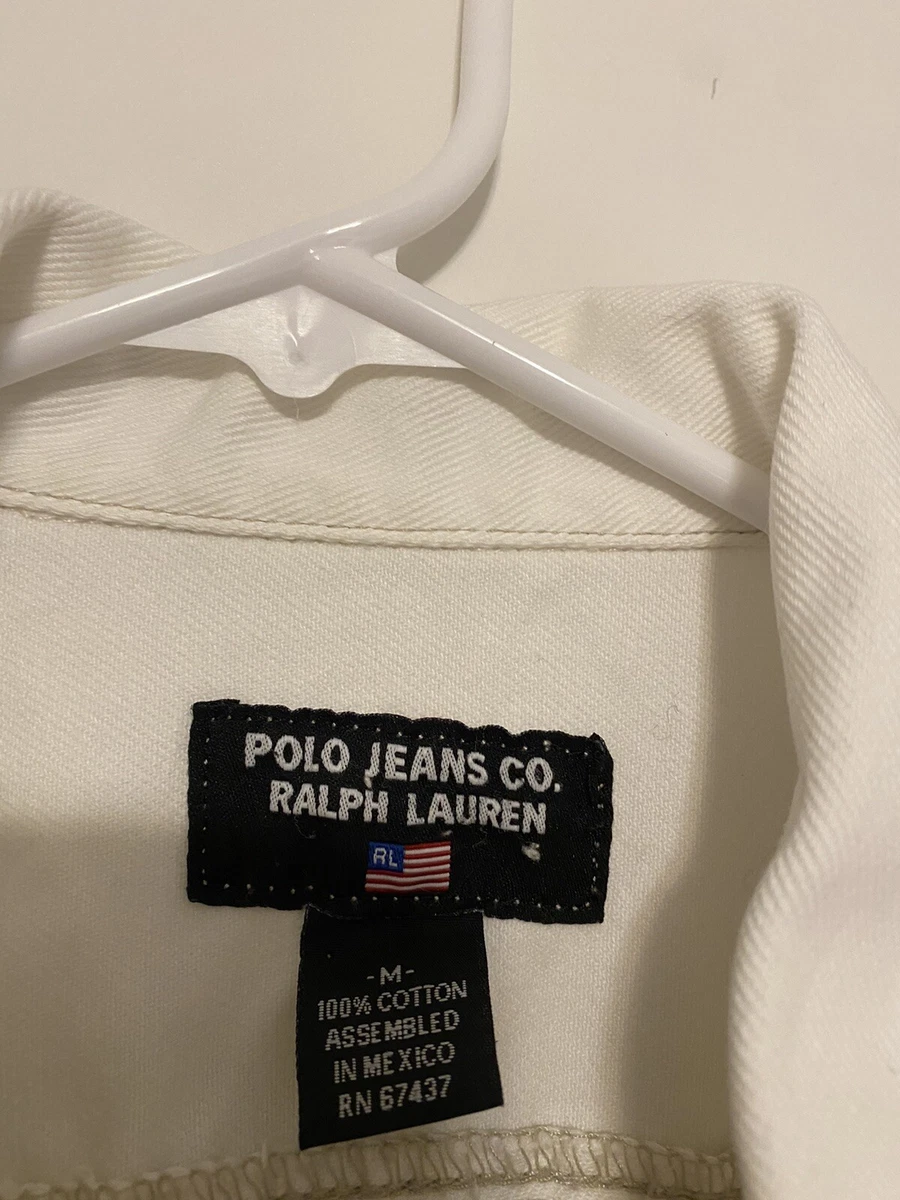 POLO JEANS CO.
RALPH LAUREN
RL
-M-
100% COTTON
ASSEMBLED
IN MEXICO
RN 67437